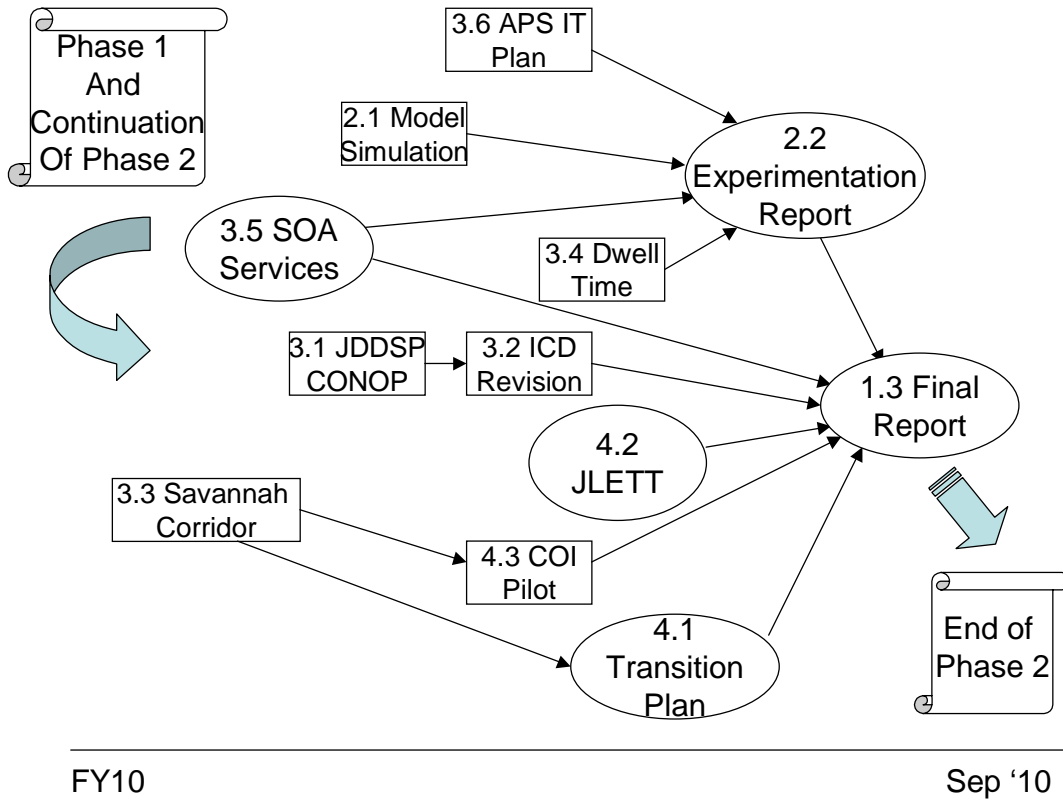 Phase 1
And
Continuation
Of Phase 2
3.6 APS IT
Plan
2.1 Model
Simulation
2.2
Experimentation
Report
3.5 SOA
Services
3.4 Dwell
Time
3.1 JDDSP
CONOP
3.2 ICD
Revision
1.3 Final
Report
4.2
JLETT
3.3 Savannah
Corridor
4.3 COI
Pilot
4.1
Transition
Plan
End of
Phase 2
FY10
Sep ‘10